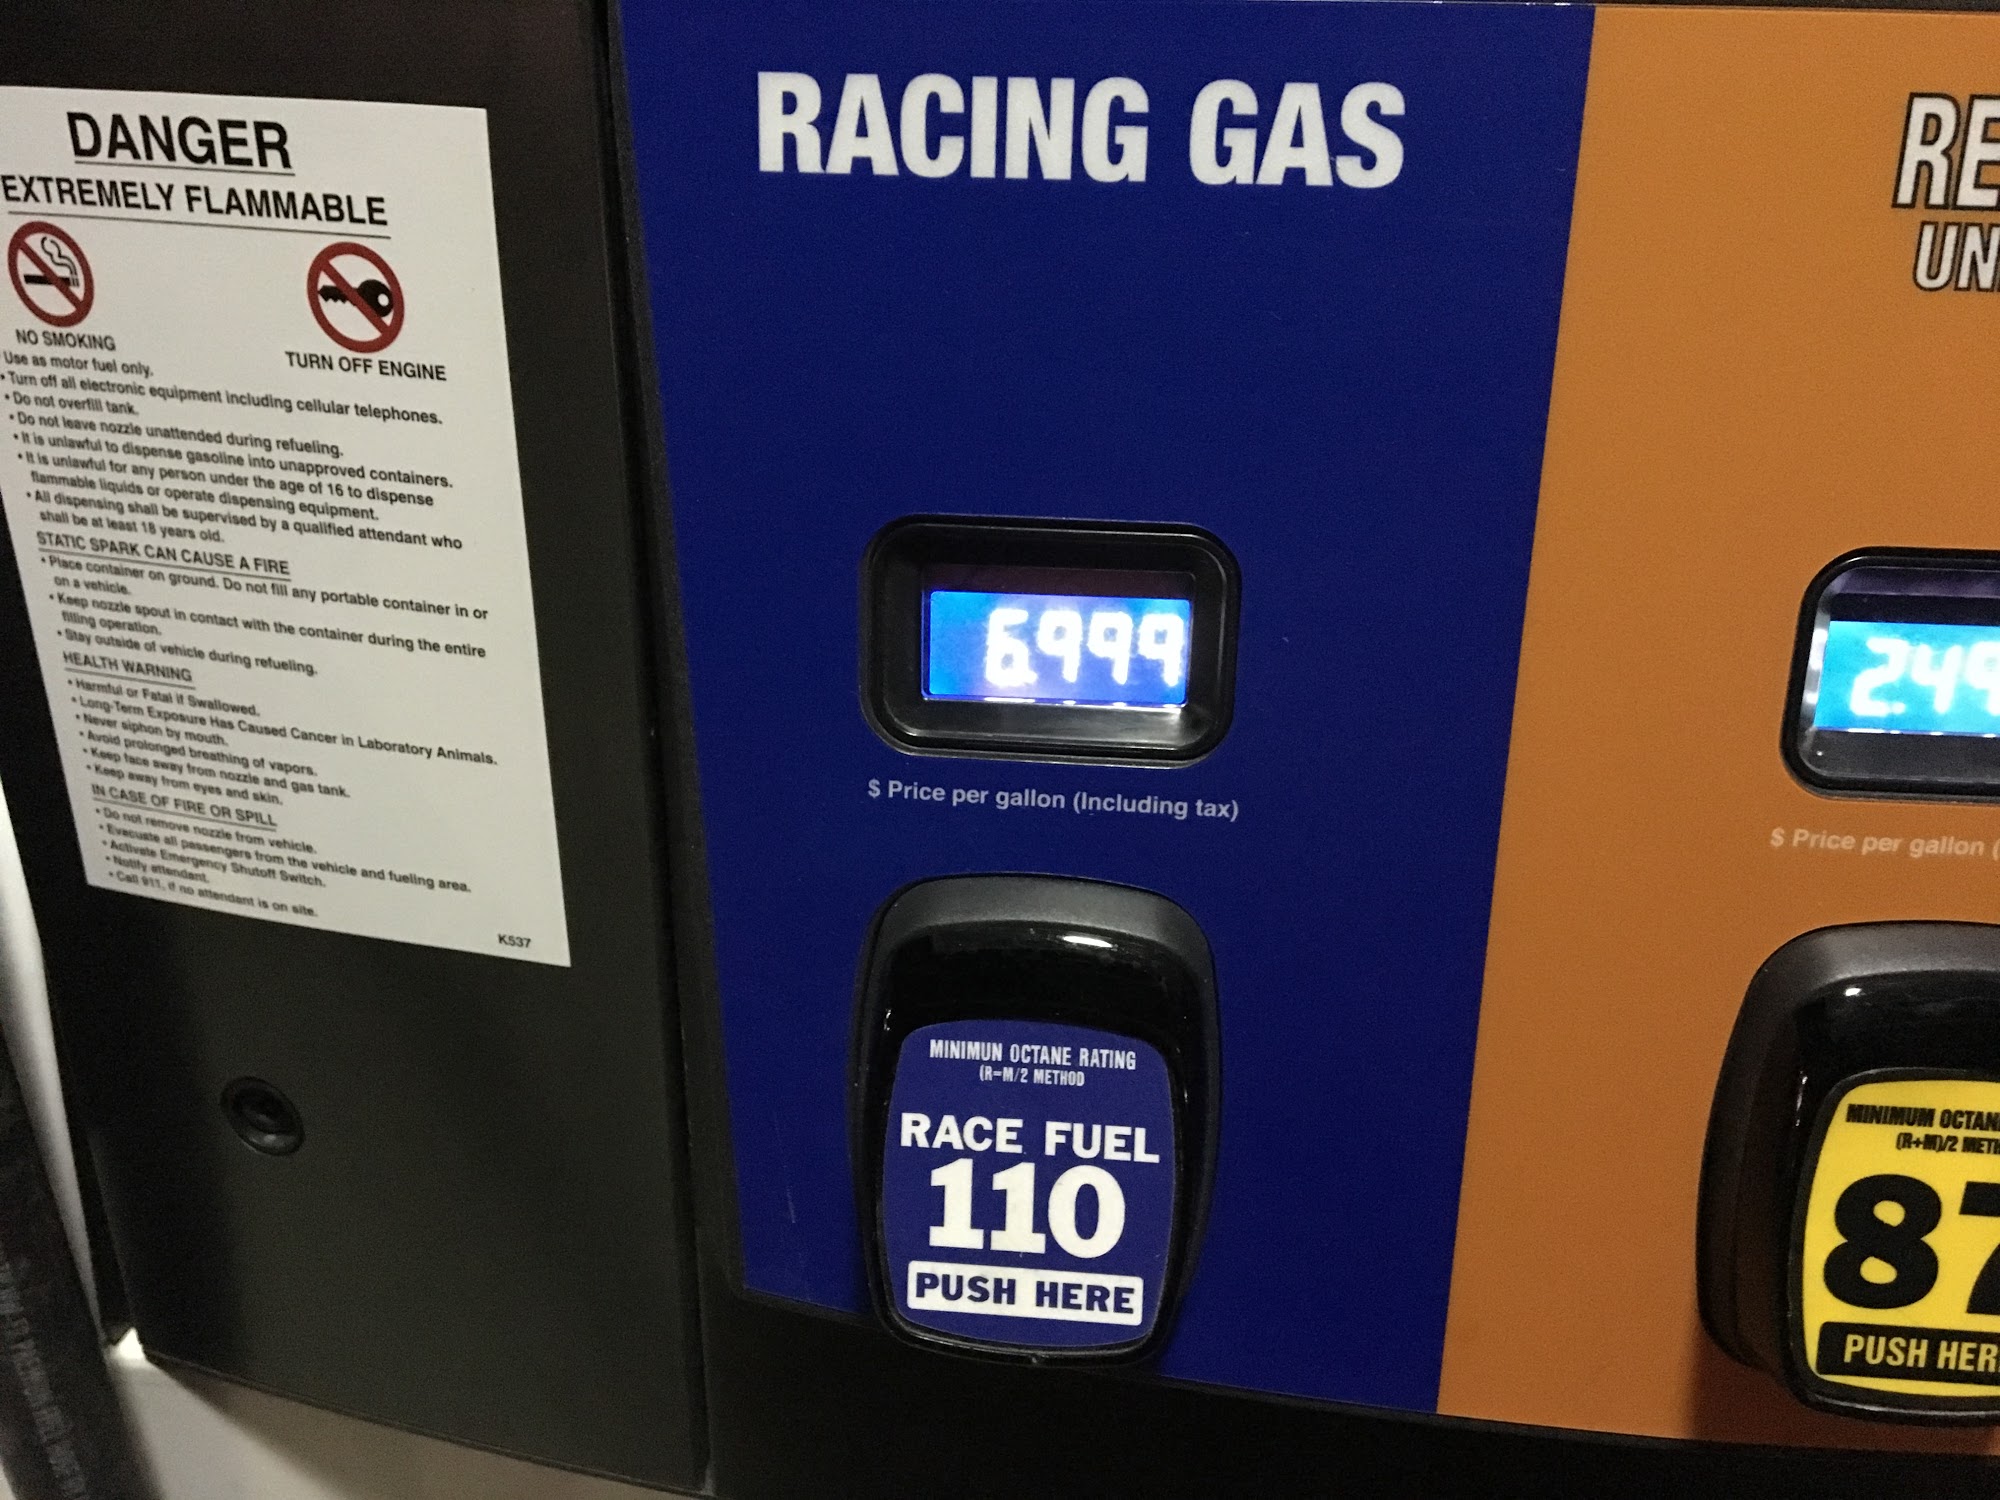 DANGER
EXTREMELY FLAMMABLE
NO SMOKING
TURN OFF ENGINE
Use as motor fuel only.
• Turn off all electronic equipment including cellular telephones.
• Do not overfill tank.
• Do not leave nozzle unattended during refueling.
• It is unlawful to dispense gasoline into unapproved containers.
• It is unlawful for any person under the age of 16 to dispense
flammable liquids or operate dispensing equipment.
• All dispensing shall be supervised by a qualified attendant who
shall be at least 18 years old.
STATIC SPARK CAN CAUSE A FIRE
• Place container on ground. Do not fill any portable container in or
on a vehicle.
• Keep nozzle spout in contact with the container during the entire
filling operation.
• Stay outside of vehicle during refueling.
HEALTH WARNING
• Harmful or Fatal if Swallowed.
• Long-Term Exposure Has Caused Cancer in Laboratory Animals.
• Never siphon by mouth.
• Avoid prolonged breathing of vapors.
• Keep face away from nozzle and gas tank.
• Keep away from eyes and skin.
IN CASE OF FIRE OR SPILL
• Do not remove nozzle from vehicle.
• Evacuate all passengers from the vehicle and fueling area.
• Activate Emergency Shutoff Switch.
• Notify attendant.
• Call 911, if no attendant is on site.
K537
RACING GAS
6.999
$ Price per gallon (Including tax)
MINIMUN OCTANE RATING
(R=M/2 METHOD
RACE FUEL
110
PUSH HERE
RE
UN
2.49
$ Price per gallon (
MINIMUM OCTAN
(R+M)/2 METH
87
PUSH HER